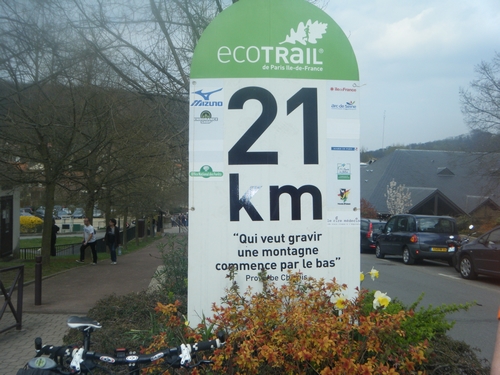 ecoTRAIL
de Paris Ile-de-France
MIZUNO
21
km
"Qui veut gravir
une montagne
commence par le bas"